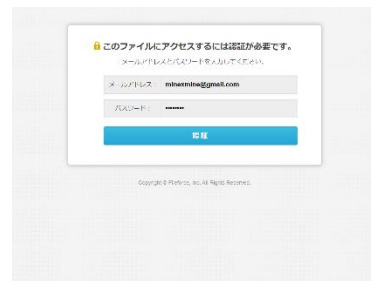 このファイルにアクセスするには認証が必要です。
メールアドレスとパスワードを入力してください。
メールアドレス： minexmine@gmail.com
パスワード： ••••••••
認証
Copyright © Fileforce, Inc. All Rights Reserved.